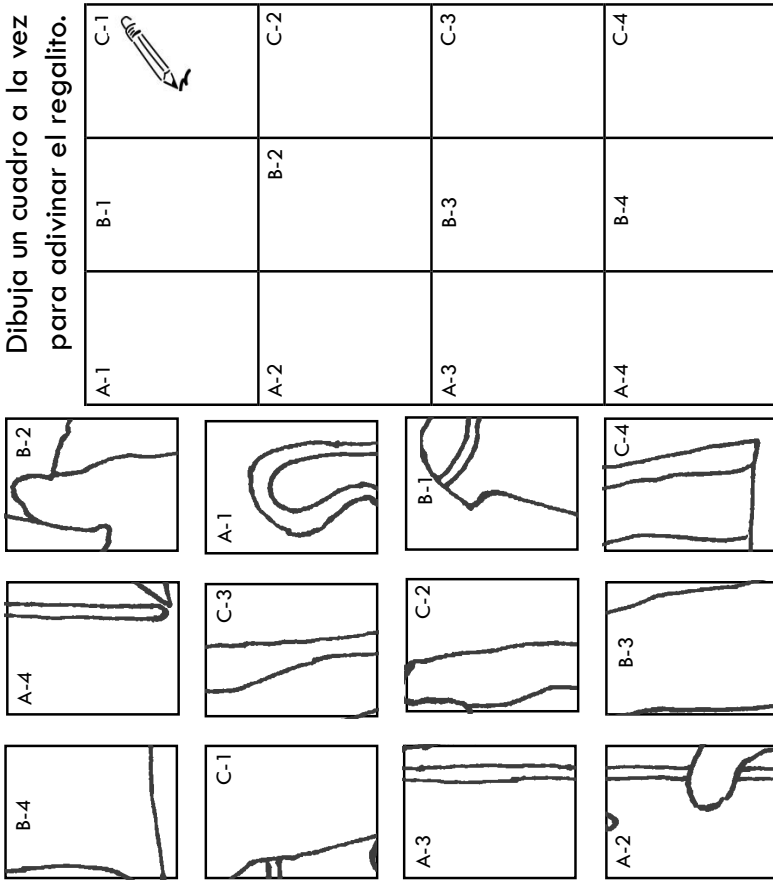 Dibuja un cuadro a la vez
para adivinar el regalito.
B-4
A-4
B-2
C-1
C-3
A-1
A-3
C-2
B-1
A-2
B-3
C-4
A-1
B-1
C-1
A-2
B-2
C-2
A-3
B-3
C-3
A-4
B-4
C-4